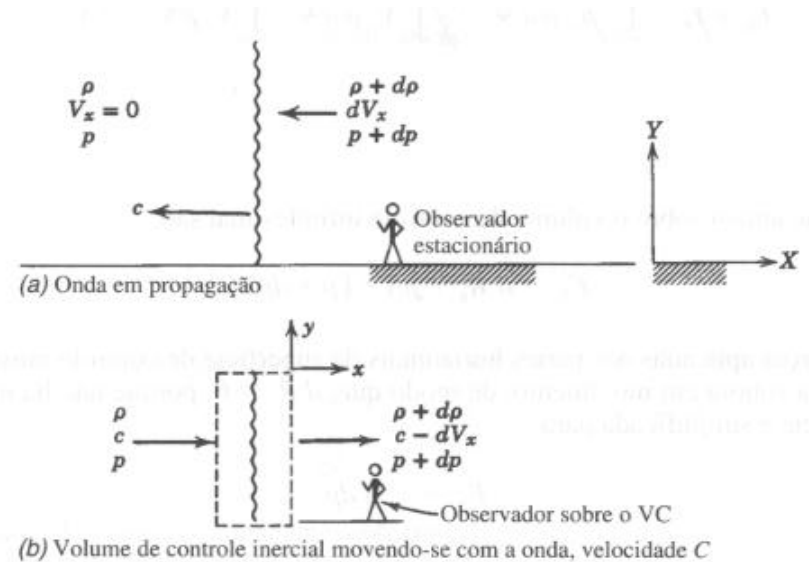 ρ
V_x = 0
p
ρ + dρ
dV_x
p + dp
c
Observador
estacionário
Y
X
(a) Onda em propagação
y
x
ρ
c
p
ρ + dρ
c − dV_x
p + dp
Observador sobre o VC
(b) Volume de controle inercial movendo-se com a onda, velocidade C